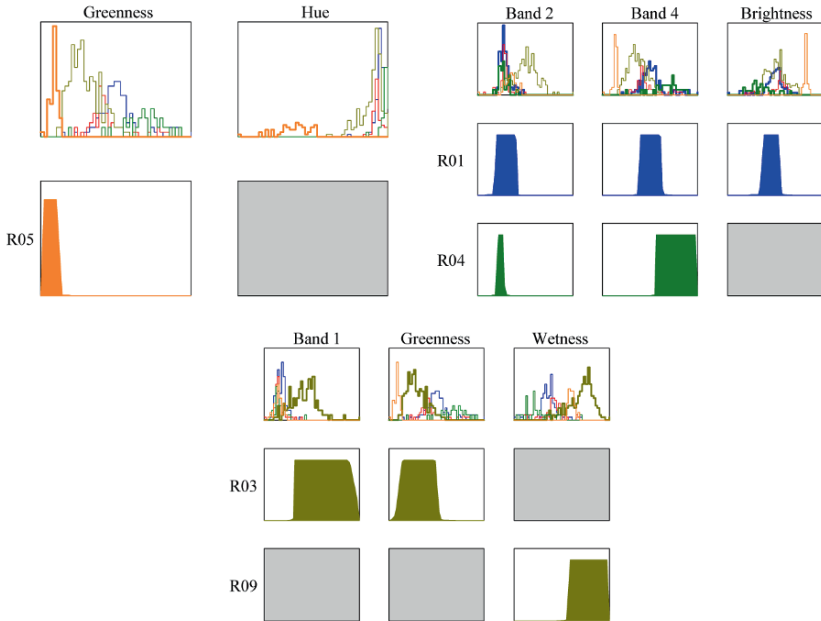 Greenness Hue
R05
Band 2 Band 4 Brightness
R01
R04
Band 1 Greenness Wetness
R03
R09